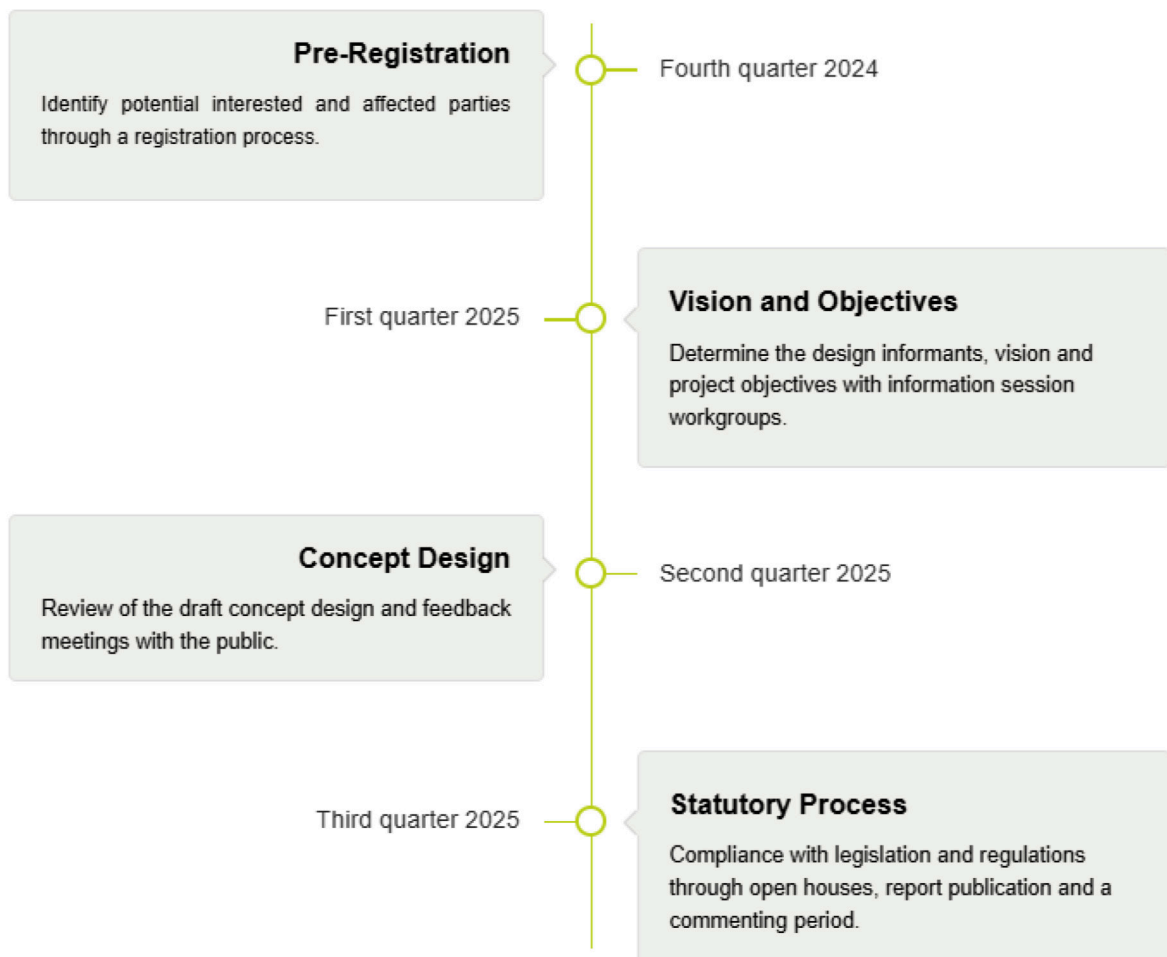 Pre-Registration
Identify potential interested and affected parties
through a registration process.
Fourth quarter 2024
First quarter 2025
Vision and Objectives
Determine the design informants, vision and
project objectives with information session
workgroups.
Concept Design
Review of the draft concept design and feedback
meetings with the public.
Second quarter 2025
Third quarter 2025
Statutory Process
Compliance with legislation and regulations
through open houses, report publication and a
commenting period.